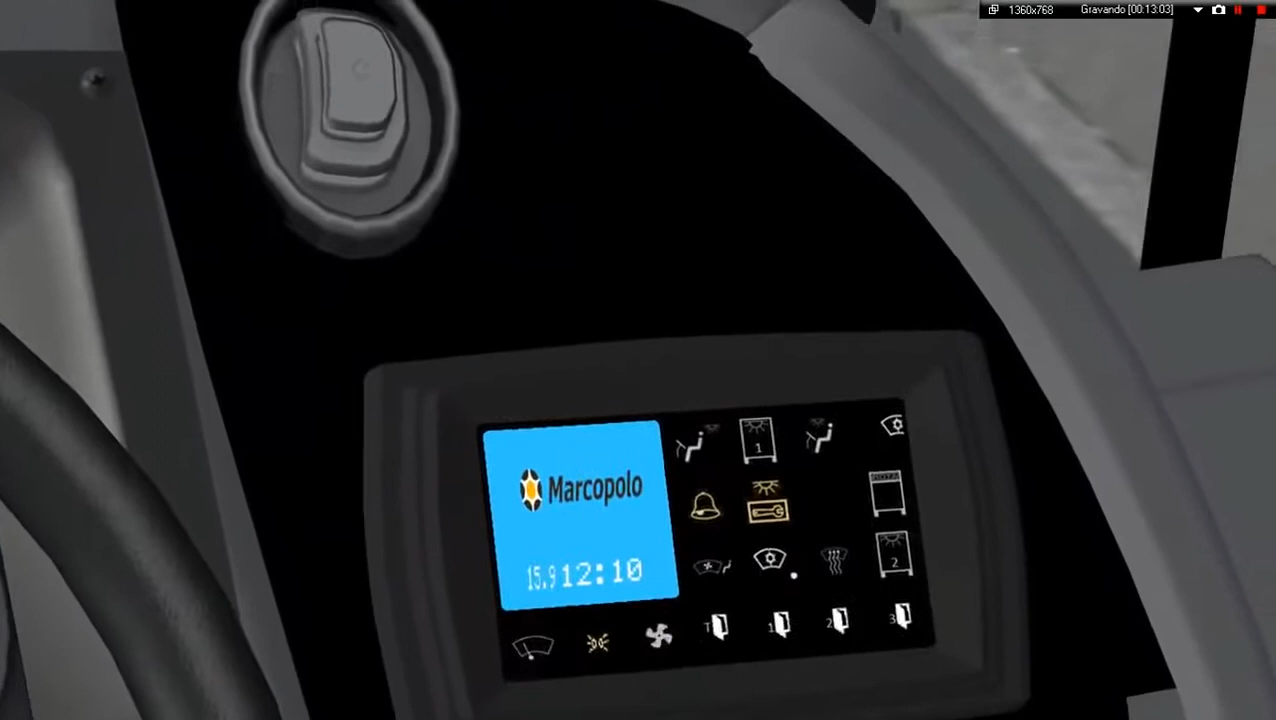 1360x768 Gravando [00:13:03]
1
Marcopolo
15.9 12:10
2
T 1 2 3